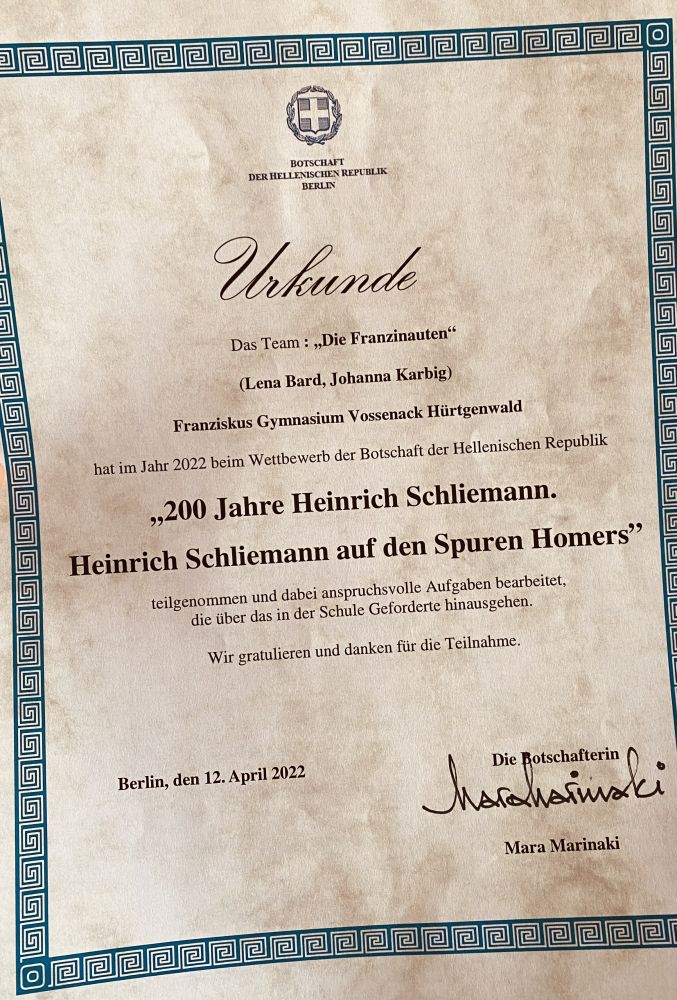 BOTSCHAFT
DER HELLENISCHEN REPUBLIK
BERLIN
Urkunde
Das Team : „Die Franzinauten“
(Lena Bard, Johanna Karbig)
Franziskus Gymnasium Vossenack Hürtgenwald
hat im Jahr 2022 beim Wettbewerb der Botschaft der Hellenischen Republik
„200 Jahre Heinrich Schliemann.
Heinrich Schliemann auf den Spuren Homers”
teilgenommen und dabei anspruchsvolle Aufgaben bearbeitet,
die über das in der Schule Geforderte hinausgehen.
Wir gratulieren und danken für die Teilnahme.
Berlin, den 12. April 2022
Die Botschafterin
Mara Marinaki
Mara Marinaki